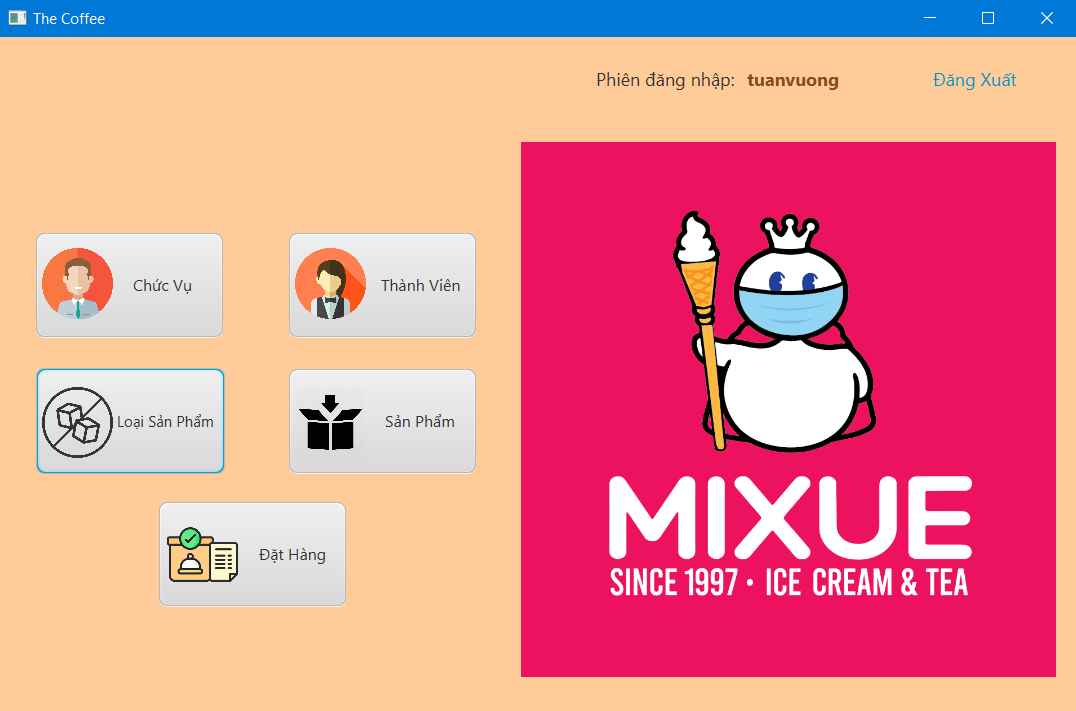 The Coffee
Phiên đăng nhập: tuanvuong
Đăng Xuất
Chức Vụ
Thành Viên
Loại Sản Phẩm
Sản Phẩm
Đặt Hàng
MIXUE
SINCE 1997 • ICE CREAM & TEA